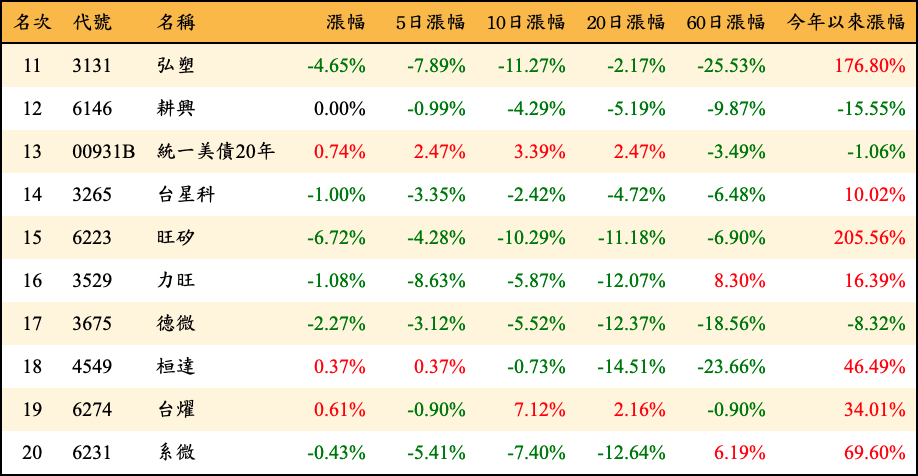 名次 代號 名稱 漲幅 5日漲幅 10日漲幅 20日漲幅 60日漲幅 今年以來漲幅
11 3131 弘塑 -4.65% -7.89% -11.27% -2.17% -25.53% 176.80%
12 6146 耕興 0.00% -0.99% -4.29% -5.19% -9.87% -15.55%
13 00931B 統一美債20年 0.74% 2.47% 3.39% 2.47% -3.49% -1.06%
14 3265 台星科 -1.00% -3.35% -2.42% -4.72% -6.48% 10.02%
15 6223 旺矽 -6.72% -4.28% -10.29% -11.18% -6.90% 205.56%
16 3529 力旺 -1.08% -8.63% -5.87% -12.07% 8.30% 16.39%
17 3675 德微 -2.27% -3.12% -5.52% -12.37% -18.56% -8.32%
18 4549 桓達 0.37% 0.37% -0.73% -14.51% -23.66% 46.49%
19 6274 台燿 0.61% -0.90% 7.12% 2.16% -0.90% 34.01%
20 6231 系微 -0.43% -5.41% -7.40% -12.64% 6.19% 69.60%